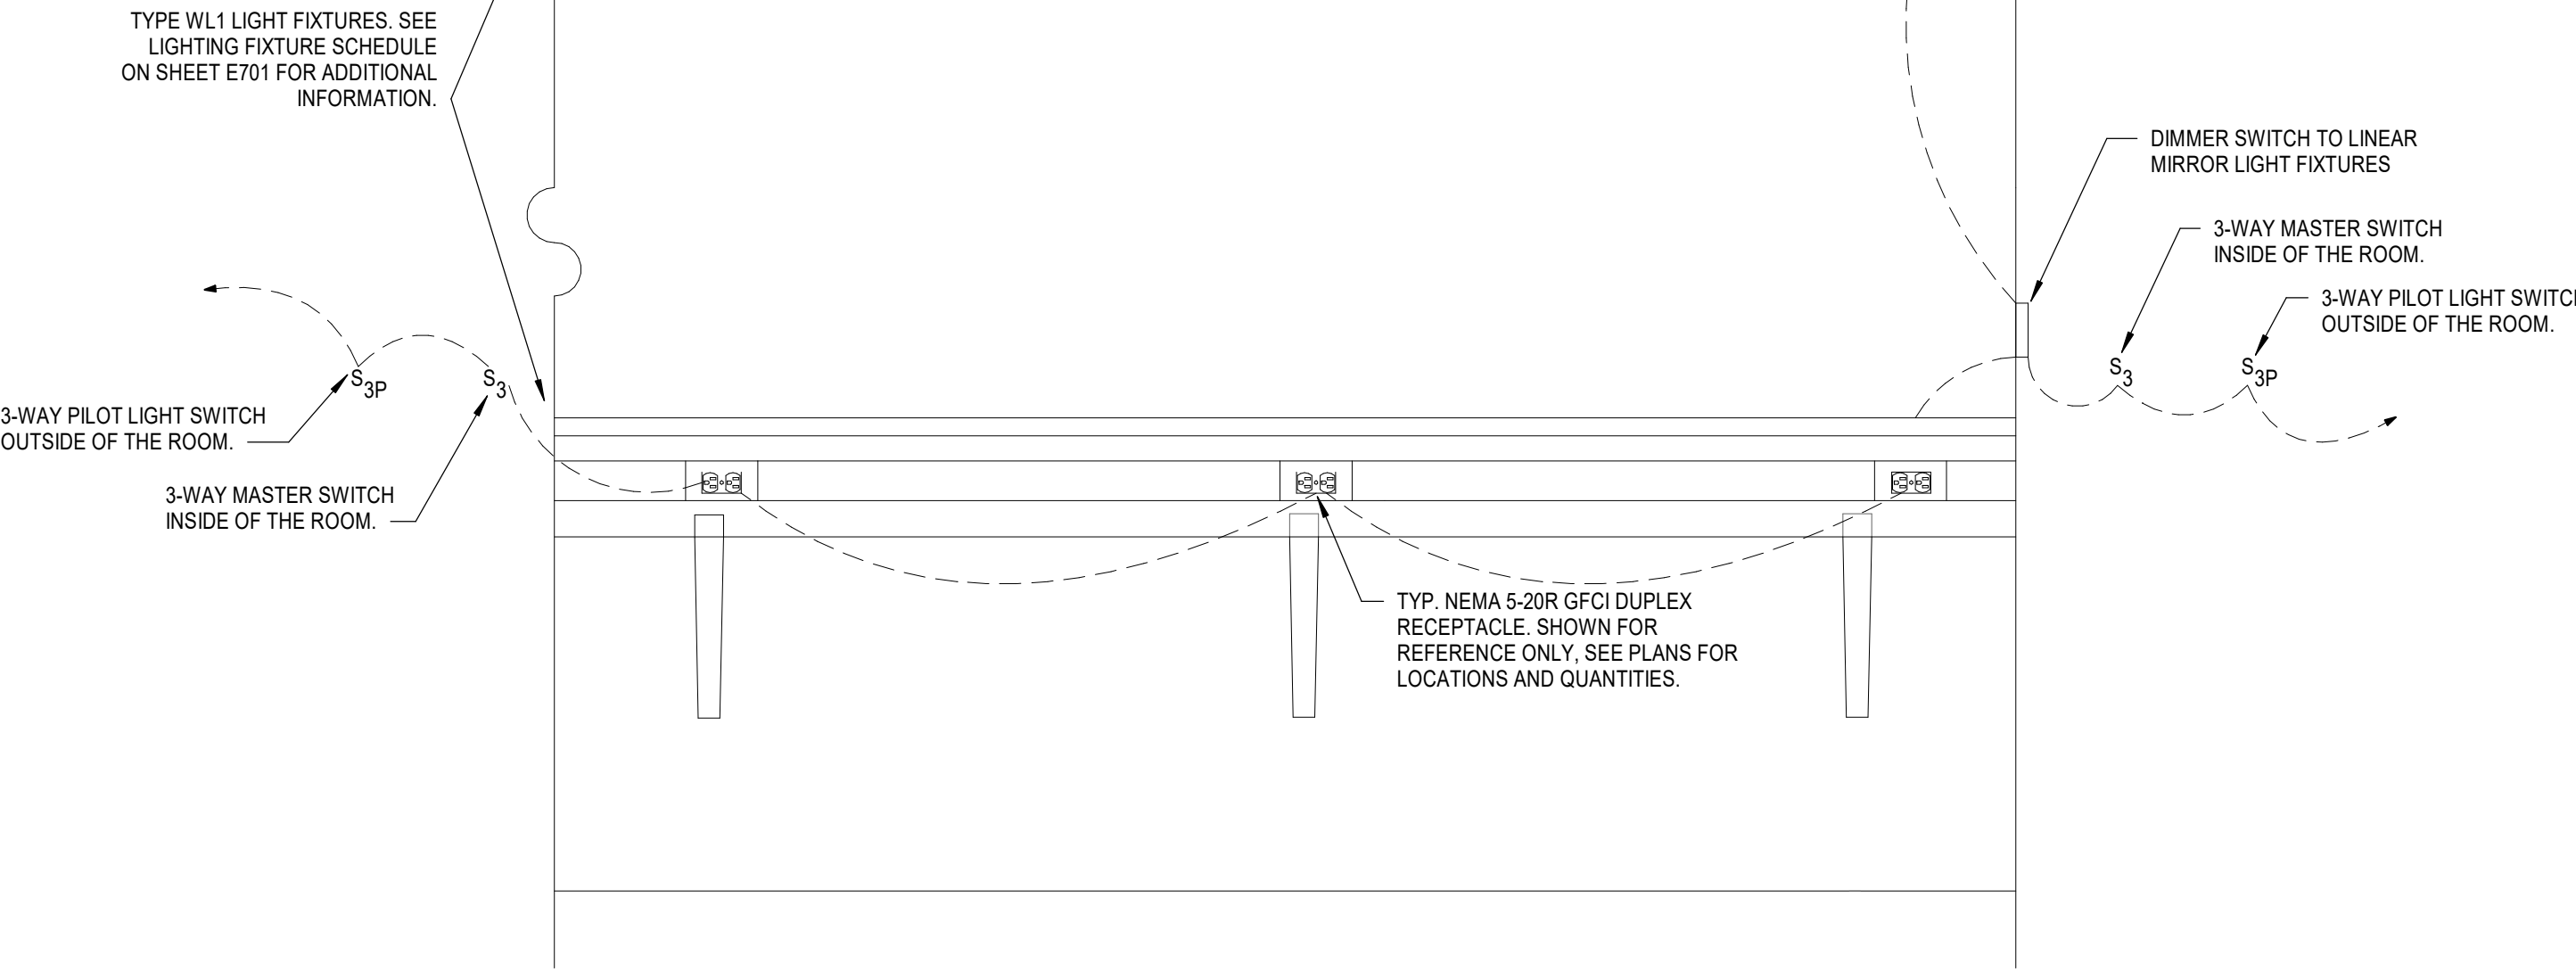 TYPE WL1 LIGHT FIXTURES. SEE
LIGHTING FIXTURE SCHEDULE
ON SHEET E701 FOR ADDITIONAL
INFORMATION.
DIMMER SWITCH TO LINEAR
MIRROR LIGHT FIXTURES
3-WAY MASTER SWITCH
INSIDE OF THE ROOM.
3-WAY PILOT LIGHT SWITCH
OUTSIDE OF THE ROOM.
S3P
S3
S3
S3P
3-WAY PILOT LIGHT SWITCH
OUTSIDE OF THE ROOM.
3-WAY MASTER SWITCH
INSIDE OF THE ROOM.
TYP. NEMA 5-20R GFCI DUPLEX
RECEPTACLE. SHOWN FOR
REFERENCE ONLY, SEE PLANS FOR
LOCATIONS AND QUANTITIES.